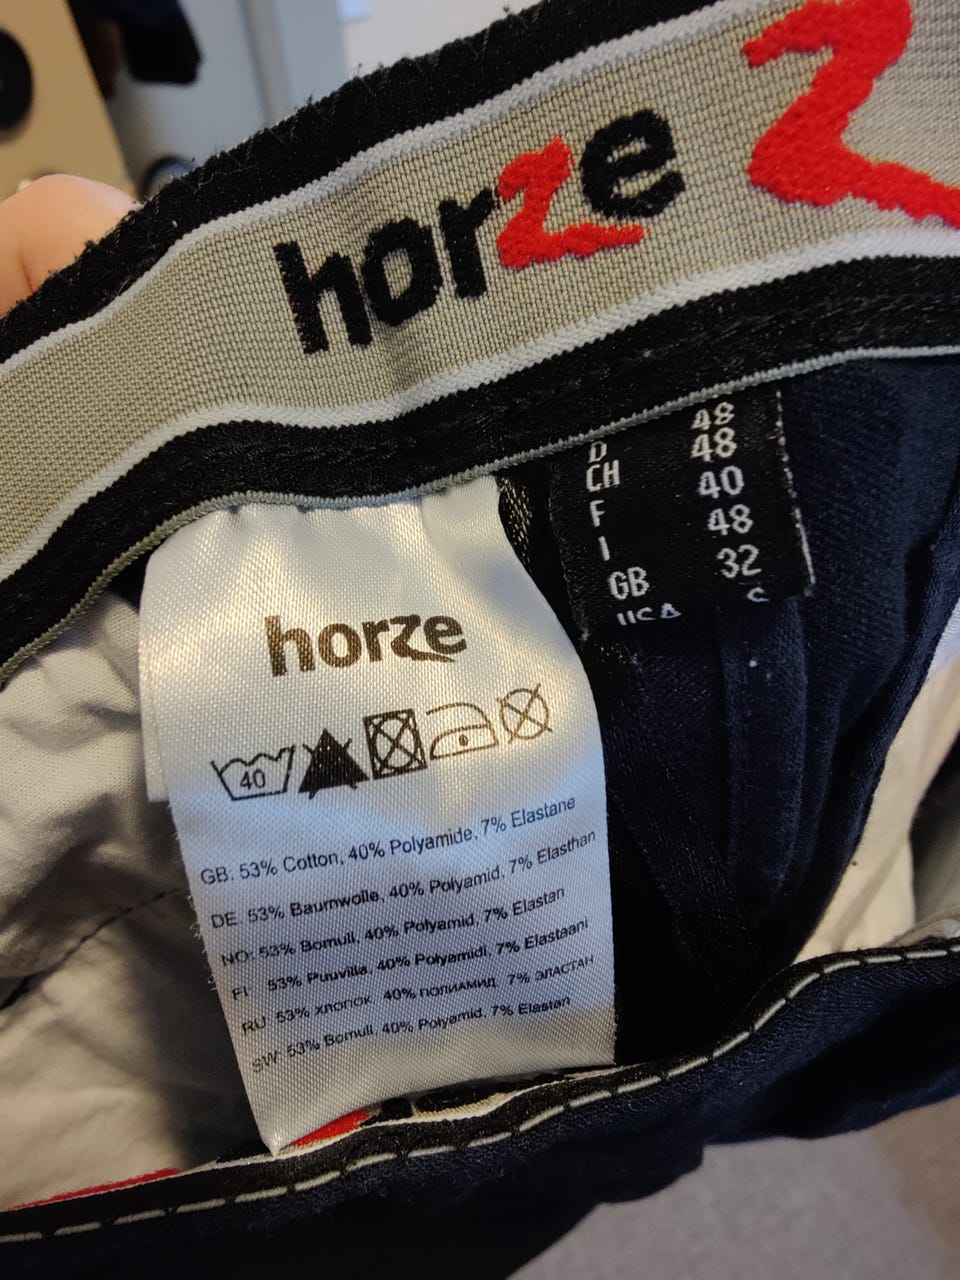 horze
D 48
CH 48
F 40
I 48
GB 32
USA S
horze
40
GB: 53% Cotton, 40% Polyamide, 7% Elastane
DE: 53% Baumwolle, 40% Polyamid, 7% Elasthan
NO: 53% Bomull, 40% Polyamid, 7% Elastan
FI: 53% Puuvilla, 40% Polyamidi, 7% Elastaani
RU: 53% хлопок, 40% полиамид, 7% эластан
SW: 53% Bomull, 40% Polyamid, 7% Elastan